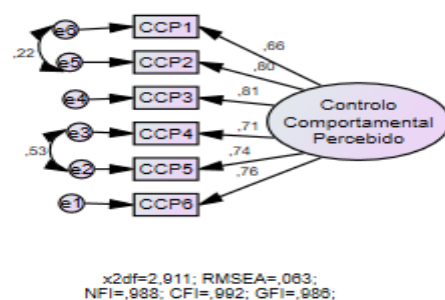 e6
CCP1
,66
,22
e5
CCP2
,80
e4
CCP3
,81
Controlo
Comportamental
Percebido
e3
CCP4
,71
,53
e2
CCP5
,74
e1
CCP6
,76
x2df=2,911; RMSEA=,063;
NFI=,988; CFI=,992; GFI=,986;